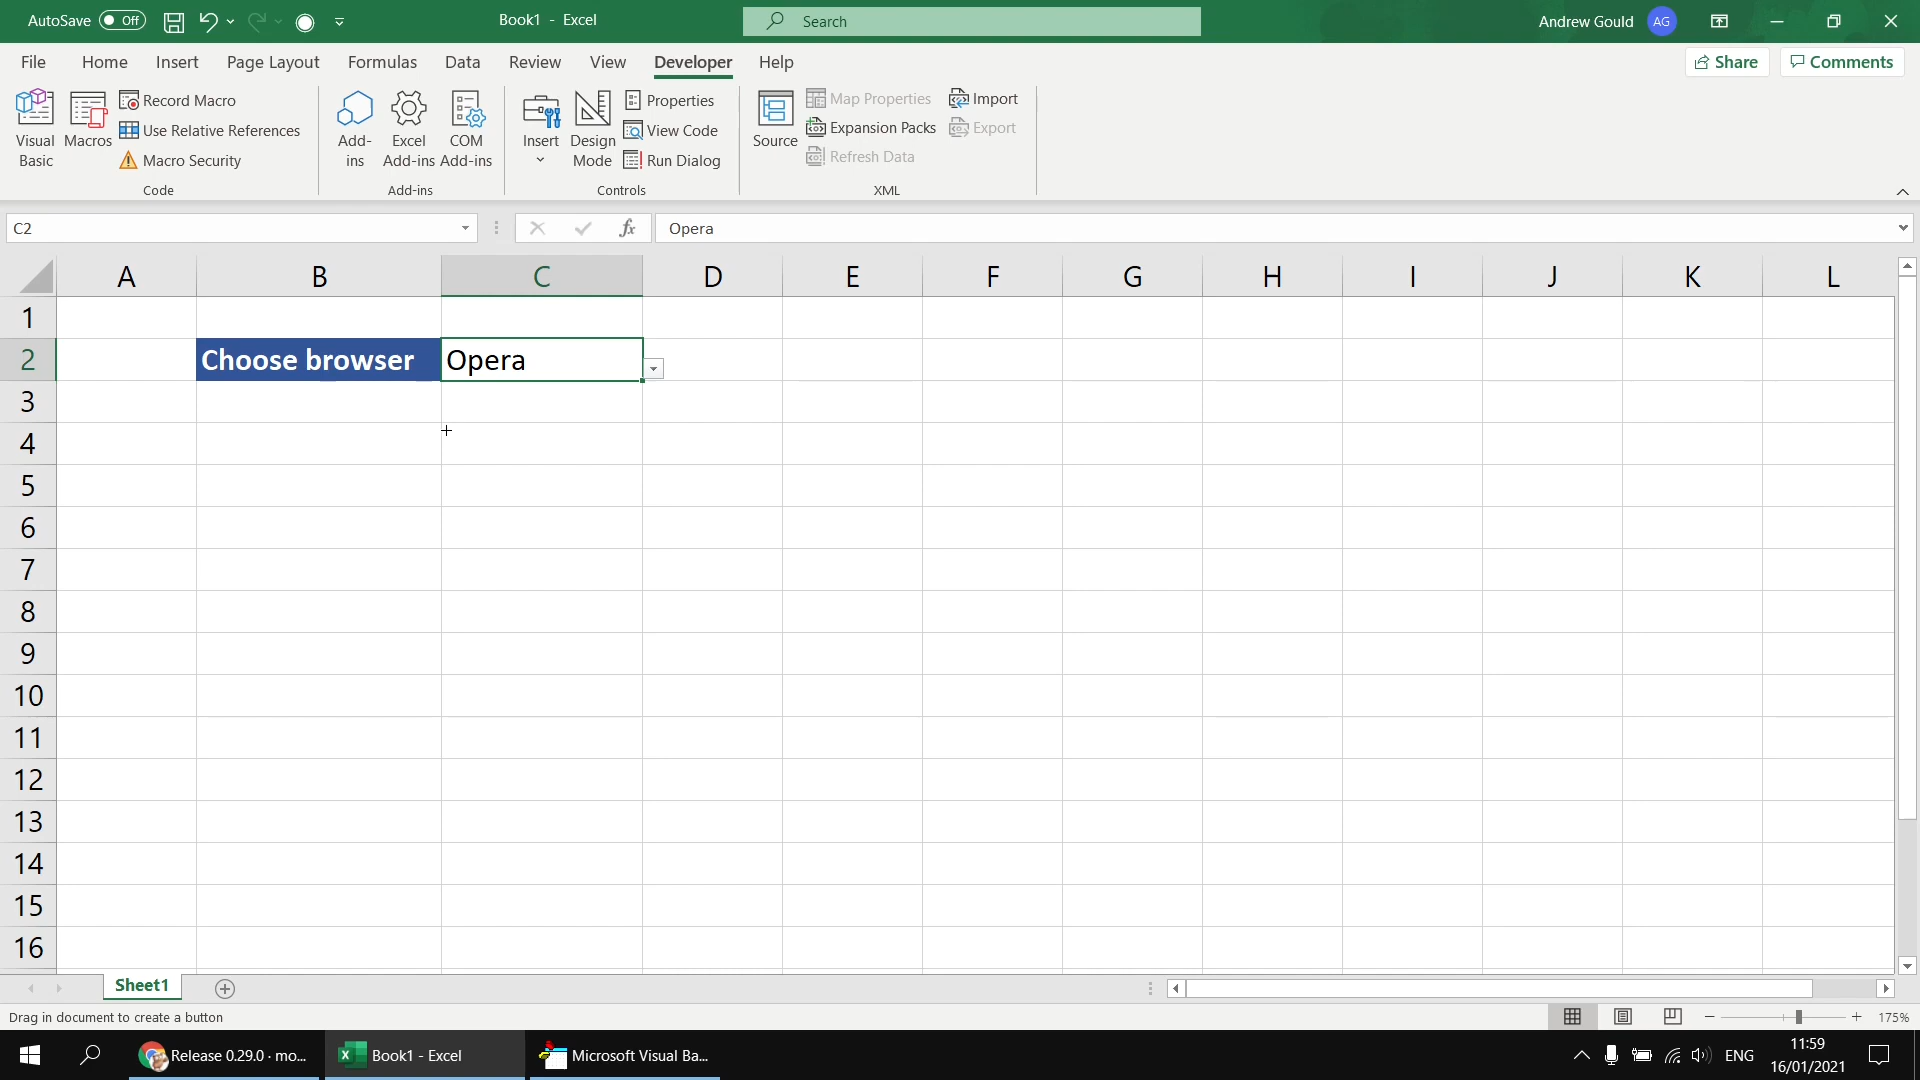 AutoSave Off
Book1 - Excel
Search
Andrew Gould AG
File Home Insert Page Layout Formulas Data Review View Developer Help
Share Comments
Visual Basic
Macros
Record Macro
Use Relative References
Macro Security
Code
Add-ins
Excel Add-ins
COM Add-ins
Add-ins
Insert
Design Mode
Properties
View Code
Run Dialog
Controls
Source
Map Properties
Expansion Packs
Refresh Data
Import
Export
XML
C2
fx
Opera
A B C D E F G H I J K L
1
2 Choose browser Opera
3
4
5
6
7
8
9
10
11
12
13
14
15
16
Sheet1
Drag in document to create a button
175%
Release 0.29.0 · mo...
Book1 - Excel
Microsoft Visual Ba...
ENG
11:59
16/01/2021